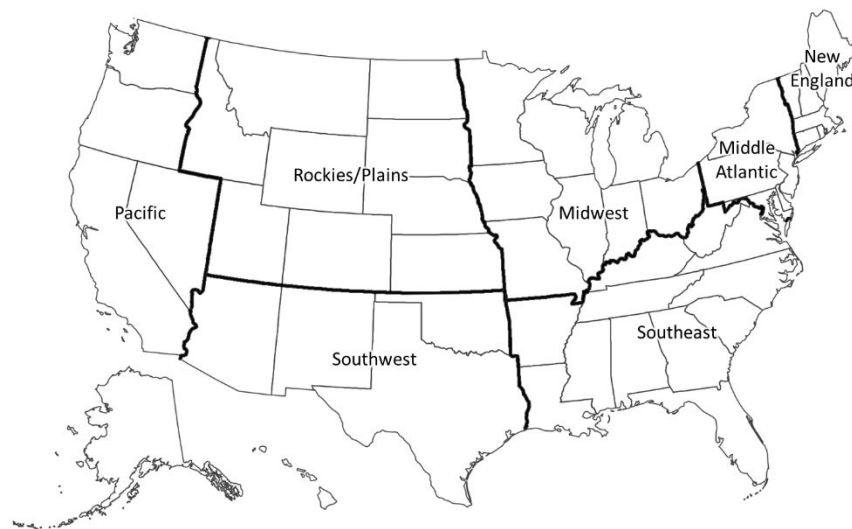 New
England
Middle
Atlantic
Rockies/Plains
Pacific
Midwest
Southeast
Southwest